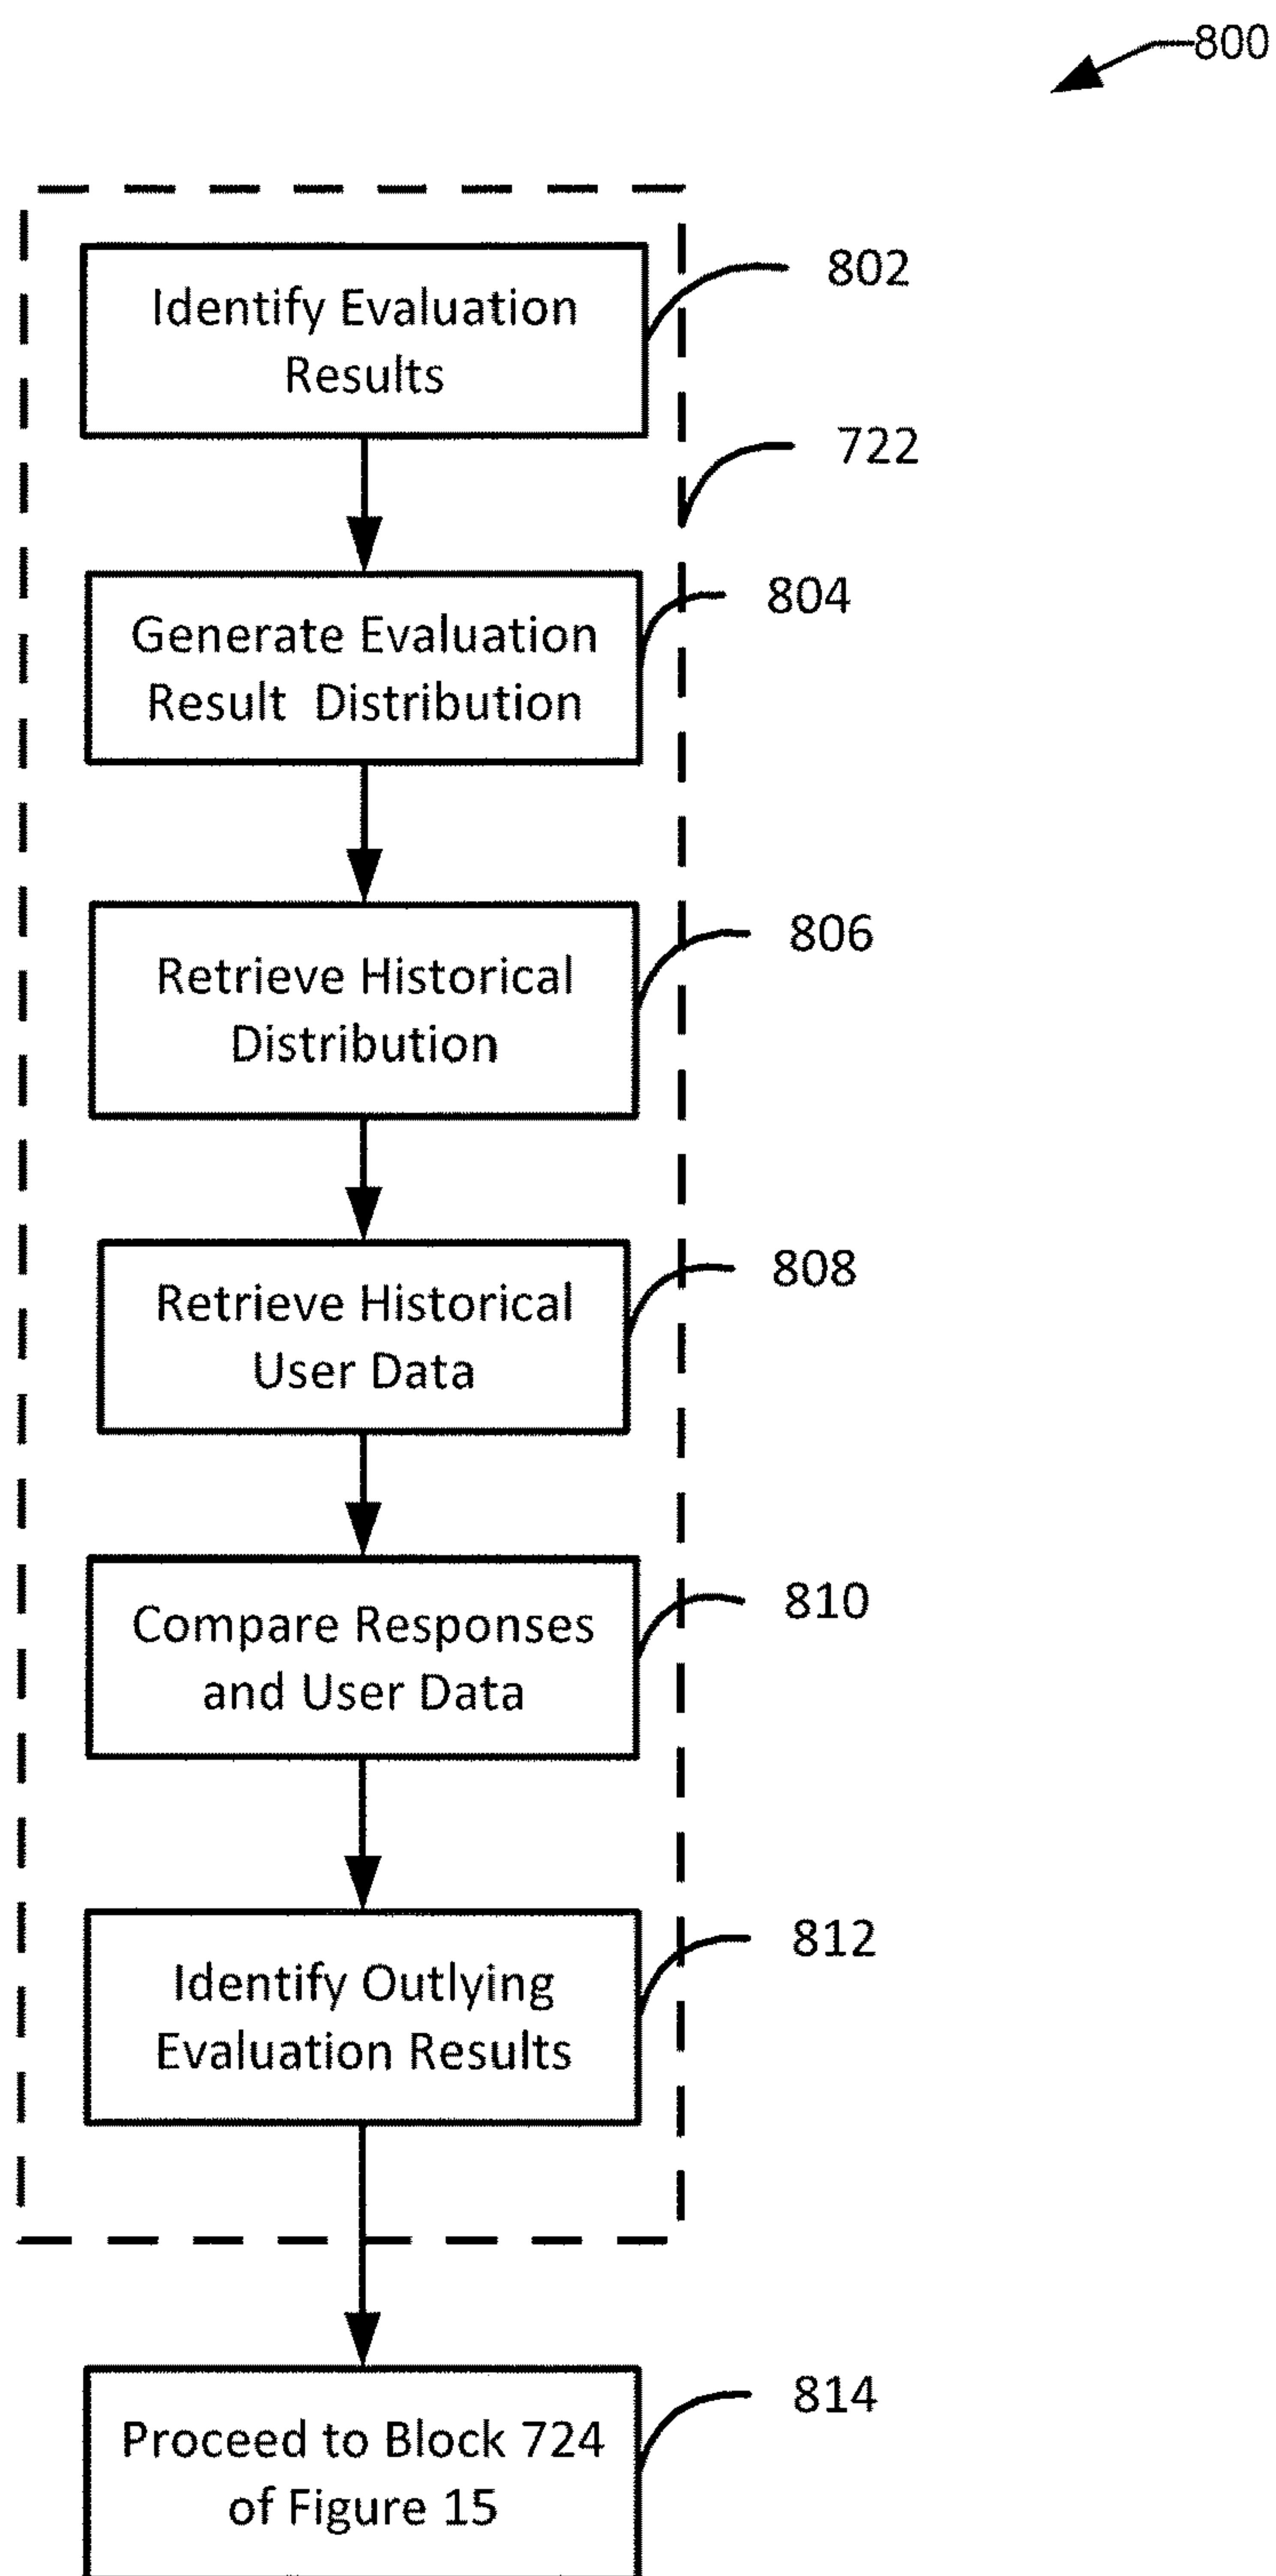 800
Identify Evaluation
Results
802
722
Generate Evaluation
Result Distribution
804
Retrieve Historical
Distribution
806
Retrieve Historical
User Data
808
Compare Responses
and User Data
810
Identify Outlying
Evaluation Results
812
Proceed to Block 724
of Figure 15
814